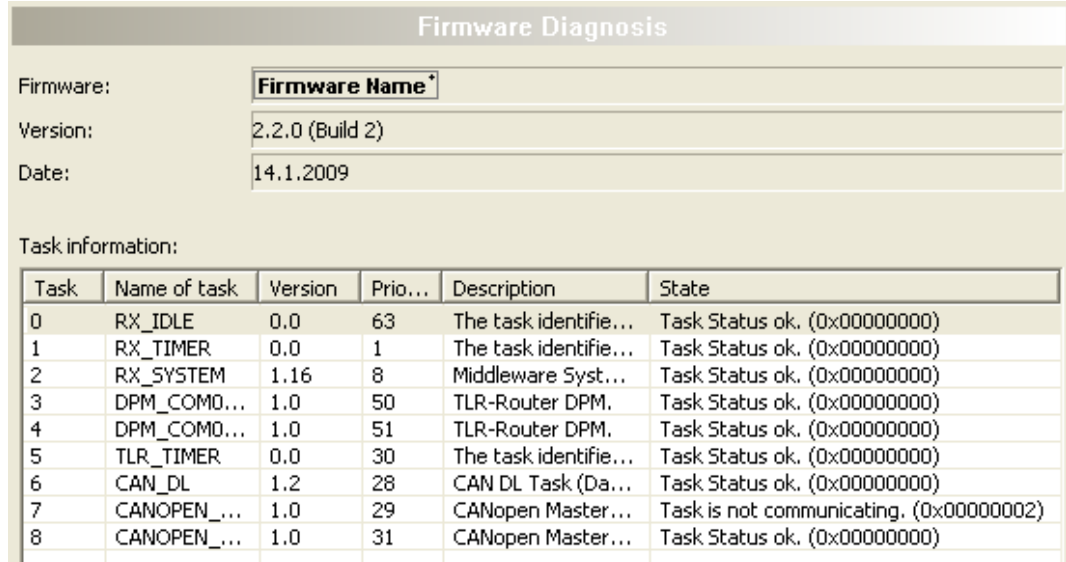 Firmware Diagnosis
Firmware: Firmware Name*
Version: 2.2.0 (Build 2)
Date: 14.1.2009
Task information:
Task Name of task Version Prio... Description State
0 RX_IDLE 0.0 63 The task identifie... Task Status ok. (0x00000000)
1 RX_TIMER 0.0 1 The task identifie... Task Status ok. (0x00000000)
2 RX_SYSTEM 1.16 8 Middleware Syst... Task Status ok. (0x00000000)
3 DPM_COM0... 1.0 50 TLR-Router DPM. Task Status ok. (0x00000000)
4 DPM_COM0... 1.0 51 TLR-Router DPM. Task Status ok. (0x00000000)
5 TLR_TIMER 0.0 30 The task identifie... Task Status ok. (0x00000000)
6 CAN_DL 1.2 28 CAN DL Task (Da... Task Status ok. (0x00000000)
7 CANOPEN_... 1.0 29 CANopen Master... Task is not communicating. (0x00000002)
8 CANOPEN_... 1.0 31 CANopen Master... Task Status ok. (0x00000000)